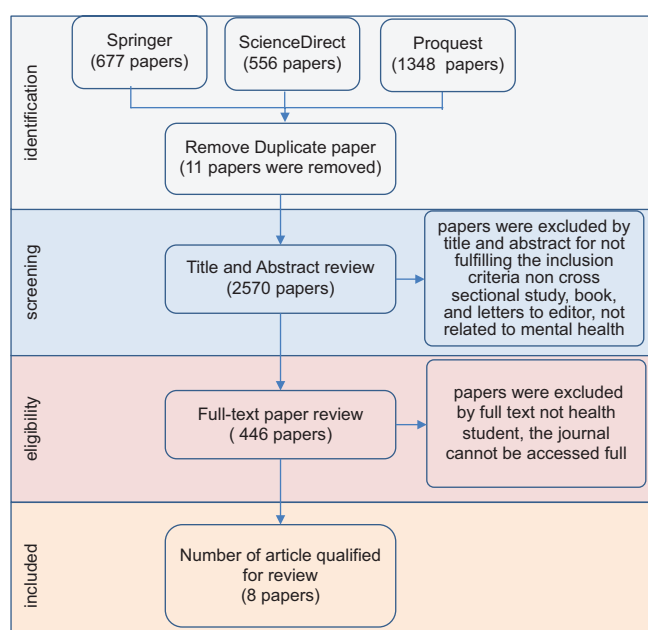 identification
Springer
(677 papers)
ScienceDirect
(556 papers)
Proquest
(1348 papers)
Remove Duplicate paper
(11 papers were removed)
screening
Title and Abstract review
(2570 papers)
papers were excluded by
title and abstract for not
fulfilling the inclusion
criteria non cross
sectional study, book,
and letters to editor, not
related to mental health
eligibility
Full-text paper review
( 446 papers)
papers were excluded
by full text not health
student, the journal
cannot be accessed full
included
Number of article qualified
for review
(8 papers)